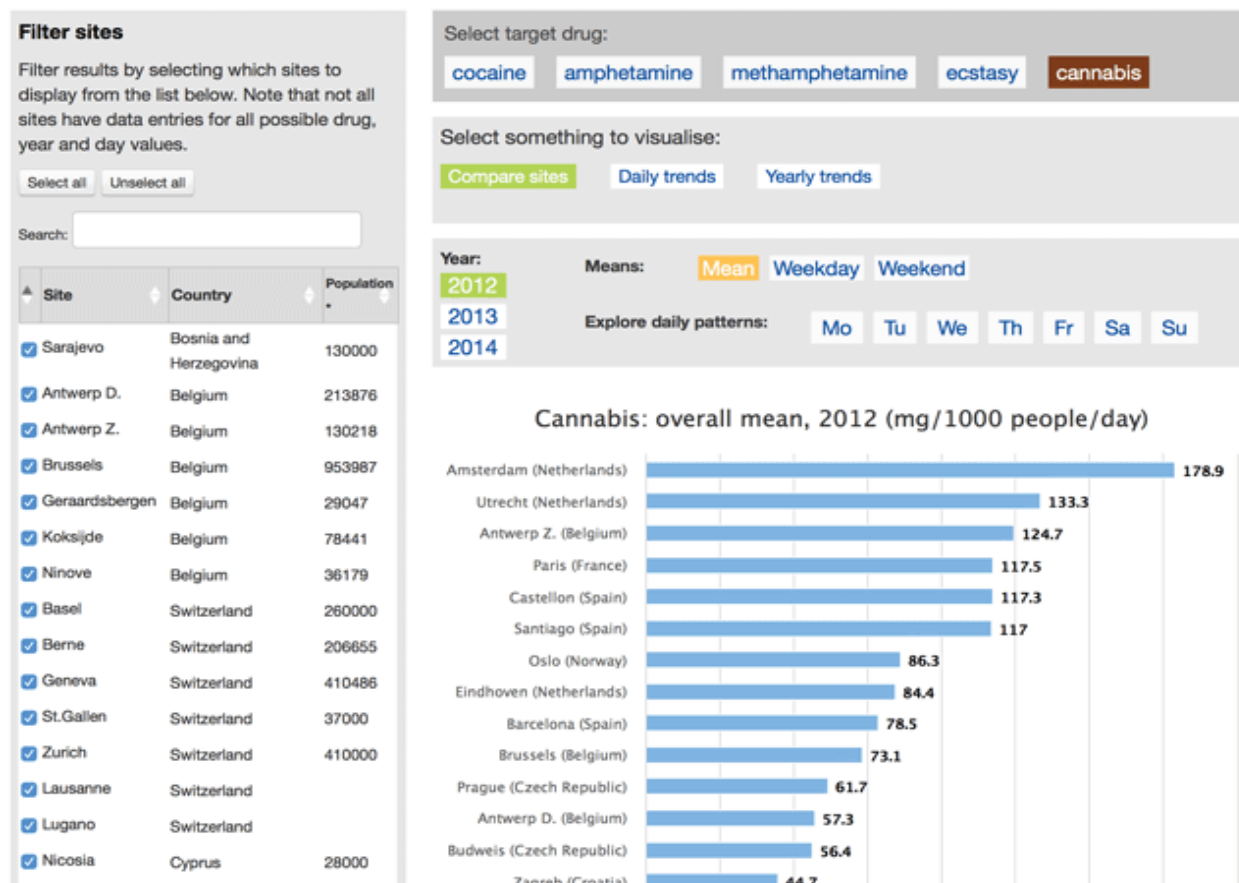 Filter sites
Filter results by selecting which sites to
display from the list below. Note that not all
sites have data entries for all possible drug,
year and day values.
Select all Unselect all
Search:
Site Country Population
*
Sarajevo Bosnia and Herzegovina 130000
Antwerp D. Belgium 213876
Antwerp Z. Belgium 130218
Brussels Belgium 953987
Geraardsbergen Belgium 29047
Koksijde Belgium 78441
Ninove Belgium 36179
Basel Switzerland 260000
Berne Switzerland 206655
Geneva Switzerland 410486
St.Gallen Switzerland 37000
Zurich Switzerland 410000
Lausanne Switzerland
Lugano Switzerland
Nicosia Cyprus 28000
Select target drug:
cocaine amphetamine methamphetamine ecstasy cannabis
Select something to visualise:
Compare sites Daily trends Yearly trends
Year:
2012
2013
2014
Means: Mean Weekday Weekend
Explore daily patterns: Mo Tu We Th Fr Sa Su
Cannabis: overall mean, 2012 (mg/1000 people/day)
Amsterdam (Netherlands) 178.9
Utrecht (Netherlands) 133.3
Antwerp Z. (Belgium) 124.7
Paris (France) 117.5
Castellon (Spain) 117.3
Santiago (Spain) 117
Oslo (Norway) 86.3
Eindhoven (Netherlands) 84.4
Barcelona (Spain) 78.5
Brussels (Belgium) 73.1
Prague (Czech Republic) 61.7
Antwerp D. (Belgium) 57.3
Budweis (Czech Republic) 56.4
Zagreb (Croatia) 44.7